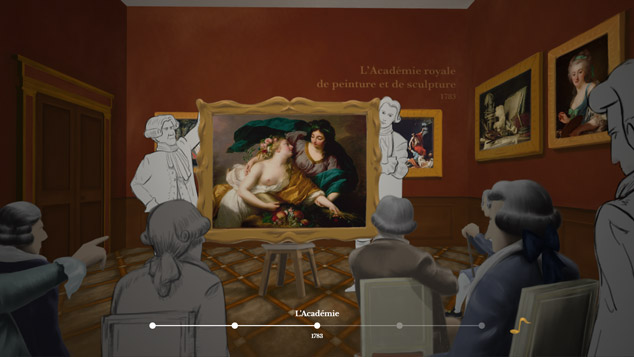 L'Académie royale
de peinture et de sculpture
1783
L'Académie
1783